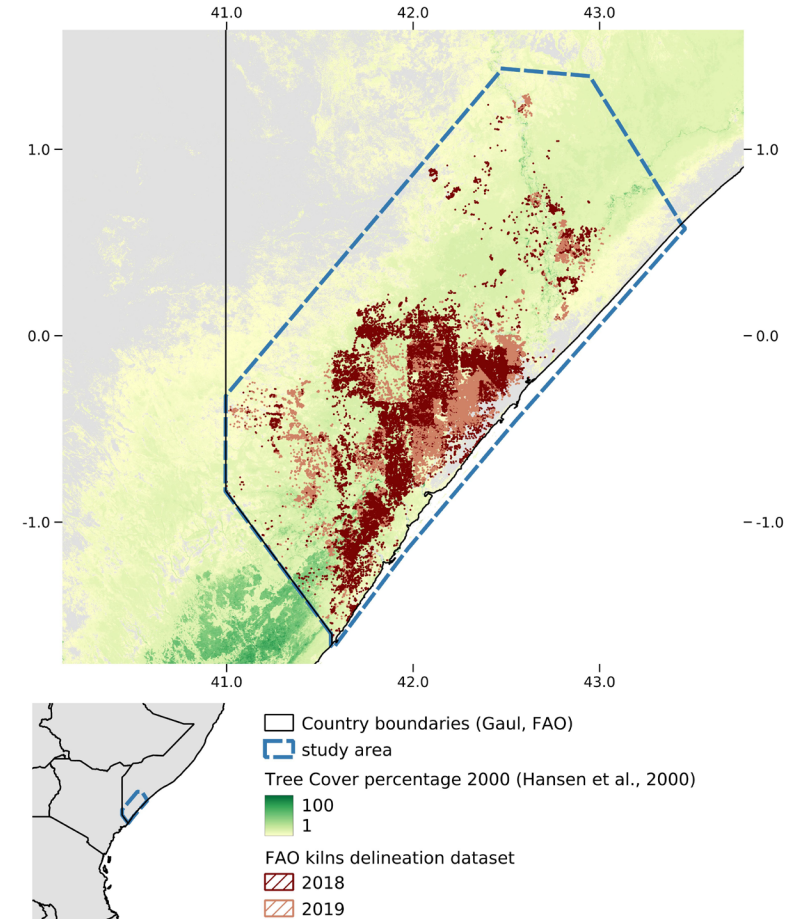 41.0 42.0 43.0
1.0 1.0
0.0 0.0
-1.0 -1.0
41.0 42.0 43.0
Country boundaries (Gaul, FAO)
study area
Tree Cover percentage 2000 (Hansen et al., 2000)
100
1
FAO kilns delineation dataset
2018
2019